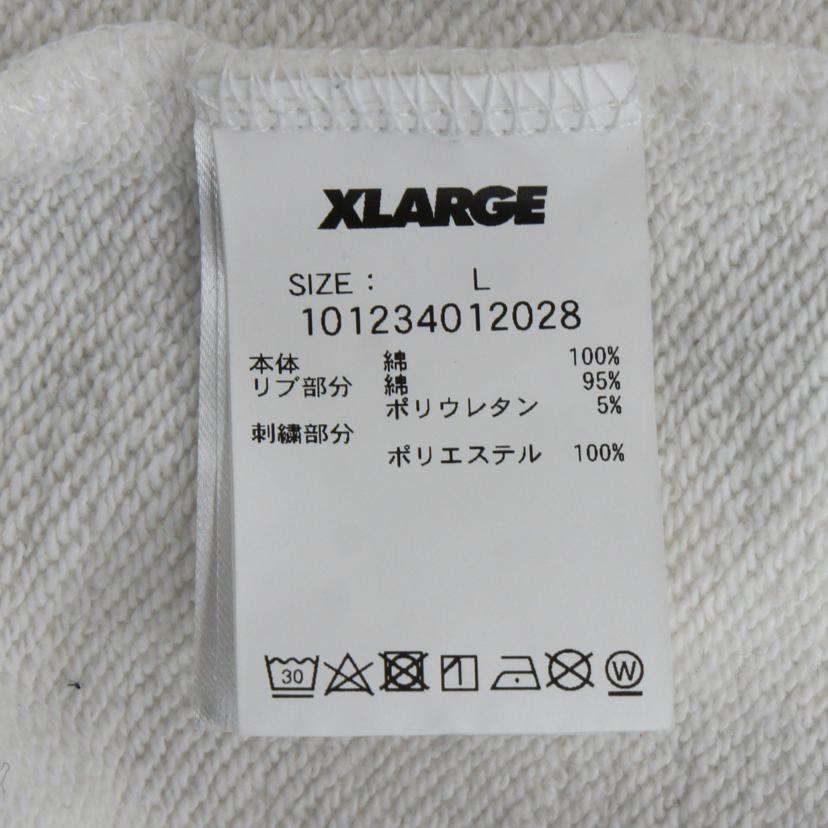 XLARGE
SIZE : L
101234012028
本体 綿 100%
リブ部分 綿 95%
ポリウレタン 5%
刺繍部分
ポリエステル 100%
30 W